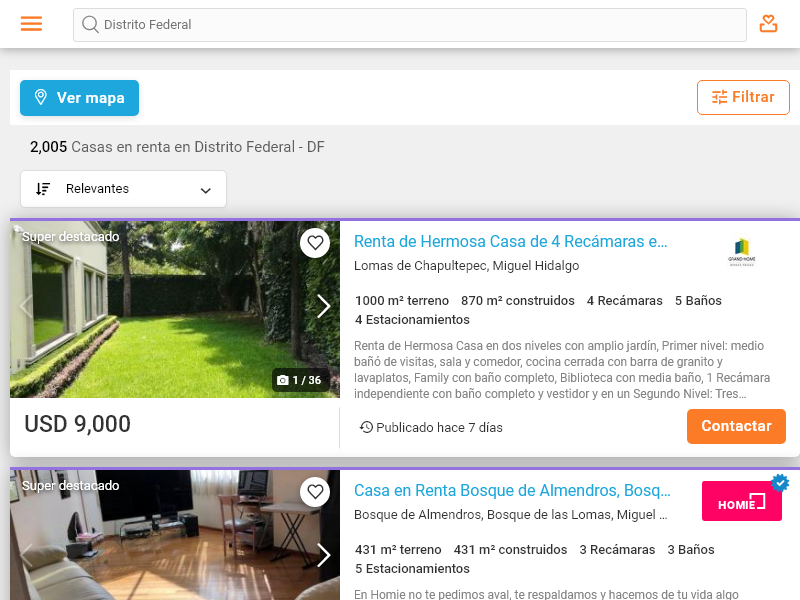 Distrito Federal
Ver mapa
Filtrar
2,005 Casas en renta en Distrito Federal - DF
Relevantes
Super destacado
1 / 36
Renta de Hermosa Casa de 4 Recámaras e...
Lomas de Chapultepec, Miguel Hidalgo
GRAND HOME
1000 m² terreno 870 m² construidos 4 Recámaras 5 Baños
4 Estacionamientos
Renta de Hermosa Casa en dos niveles con amplio jardín, Primer nivel: medio
bañó de visitas, sala y comedor, cocina cerrada con barra de granito y
lavaplatos, Family con baño completo, Biblioteca con media baño, 1 Recámara
independiente con baño completo y vestidor y en un Segundo Nivel: Tres...
USD 9,000
Publicado hace 7 días
Contactar
Super destacado
Casa en Renta Bosque de Almendros, Bosq...
Bosque de Almendros, Bosque de las Lomas, Miguel ...
HOMIE
431 m² terreno 431 m² construidos 3 Recámaras 3 Baños
5 Estacionamientos
En Homie no te pedimos aval, te respaldamos y hacemos de tu vida algo